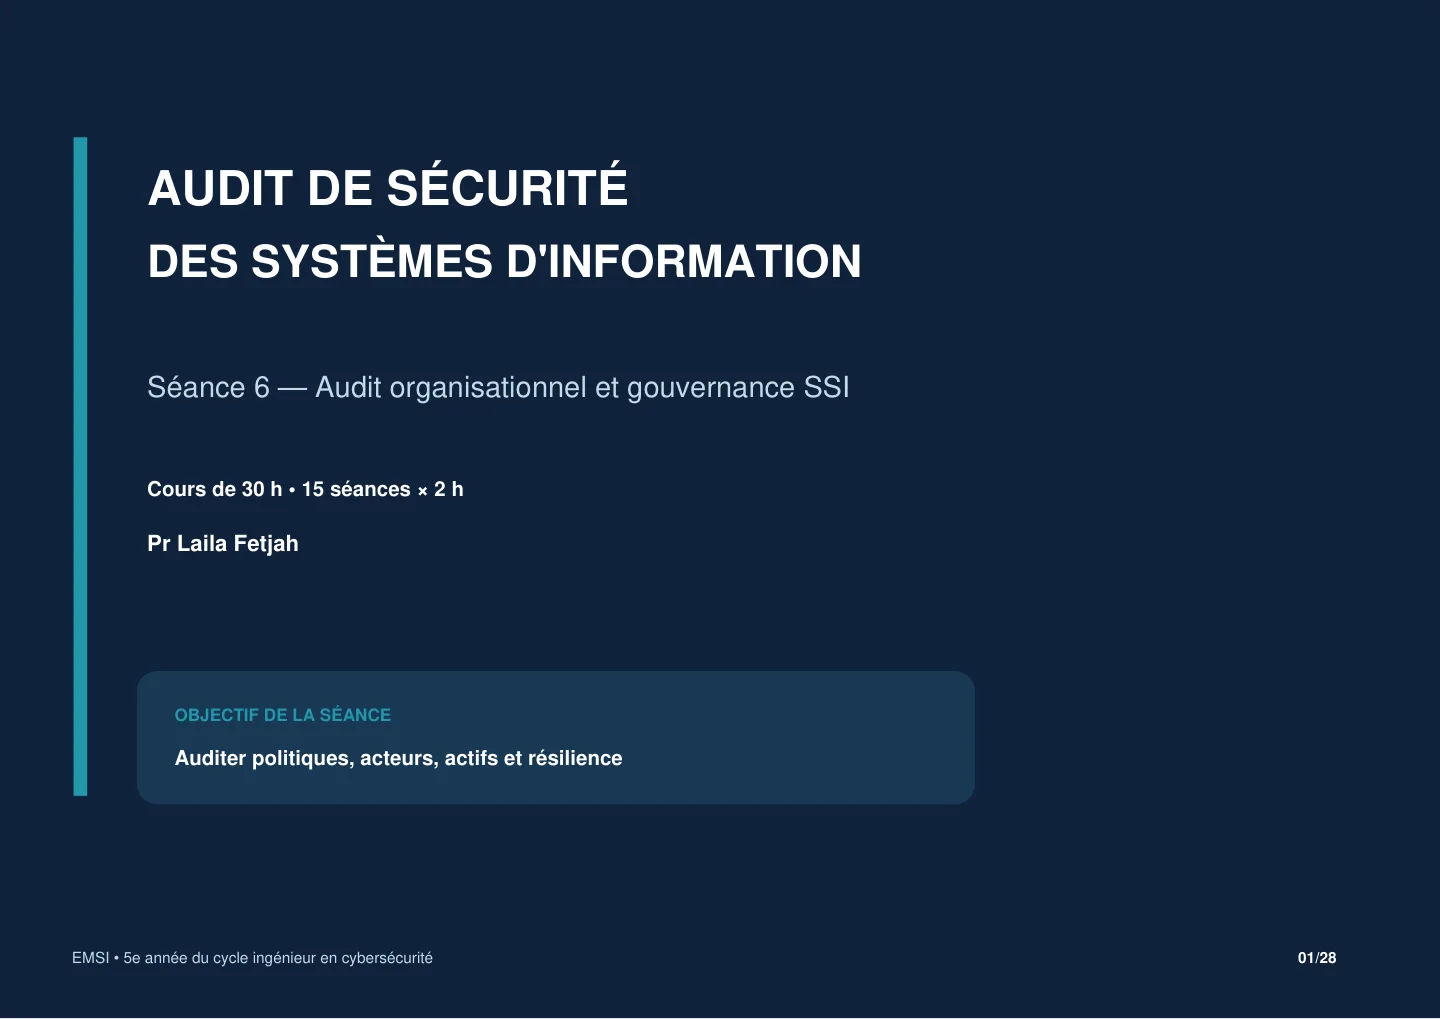 AUDIT DE SÉCURITÉ
DES SYSTÈMES D'INFORMATION
Séance 6 — Audit organisationnel et gouvernance SSI
Cours de 30 h • 15 séances × 2 h
Pr Laila Fetjah
OBJECTIF DE LA SÉANCE
Auditer politiques, acteurs, actifs et résilience
EMSI • 5e année du cycle ingénieur en cybersécurité
01/28